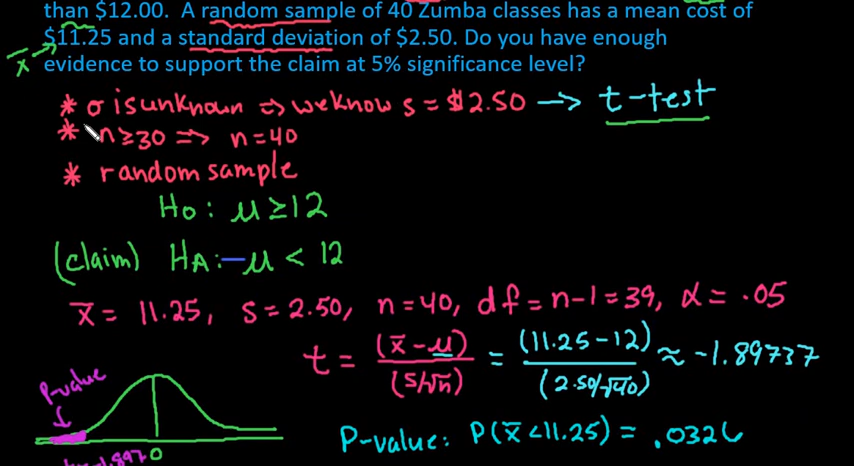 than $12.00. A random sample of 40 Zumba classes has a mean cost of
$11.25 and a standard deviation of $2.50. Do you have enough
x̄ evidence to support the claim at 5% significance level?
* σ is unknown ⇒ we know s = $2.50 → t-test
* n ≥ 30 ⇒ n = 40
* random sample
H₀: μ ≥ 12
(claim) H_A: μ < 12
x̄ = 11.25, s = 2.50, n = 40, df = n-1 = 39, α = .05
t = (x̄ - μ) / (s/√n) = (11.25 - 12) / (2.50/√40) ≈ -1.89737
P-value
P-value: P(x̄ < 11.25) = .0326
0